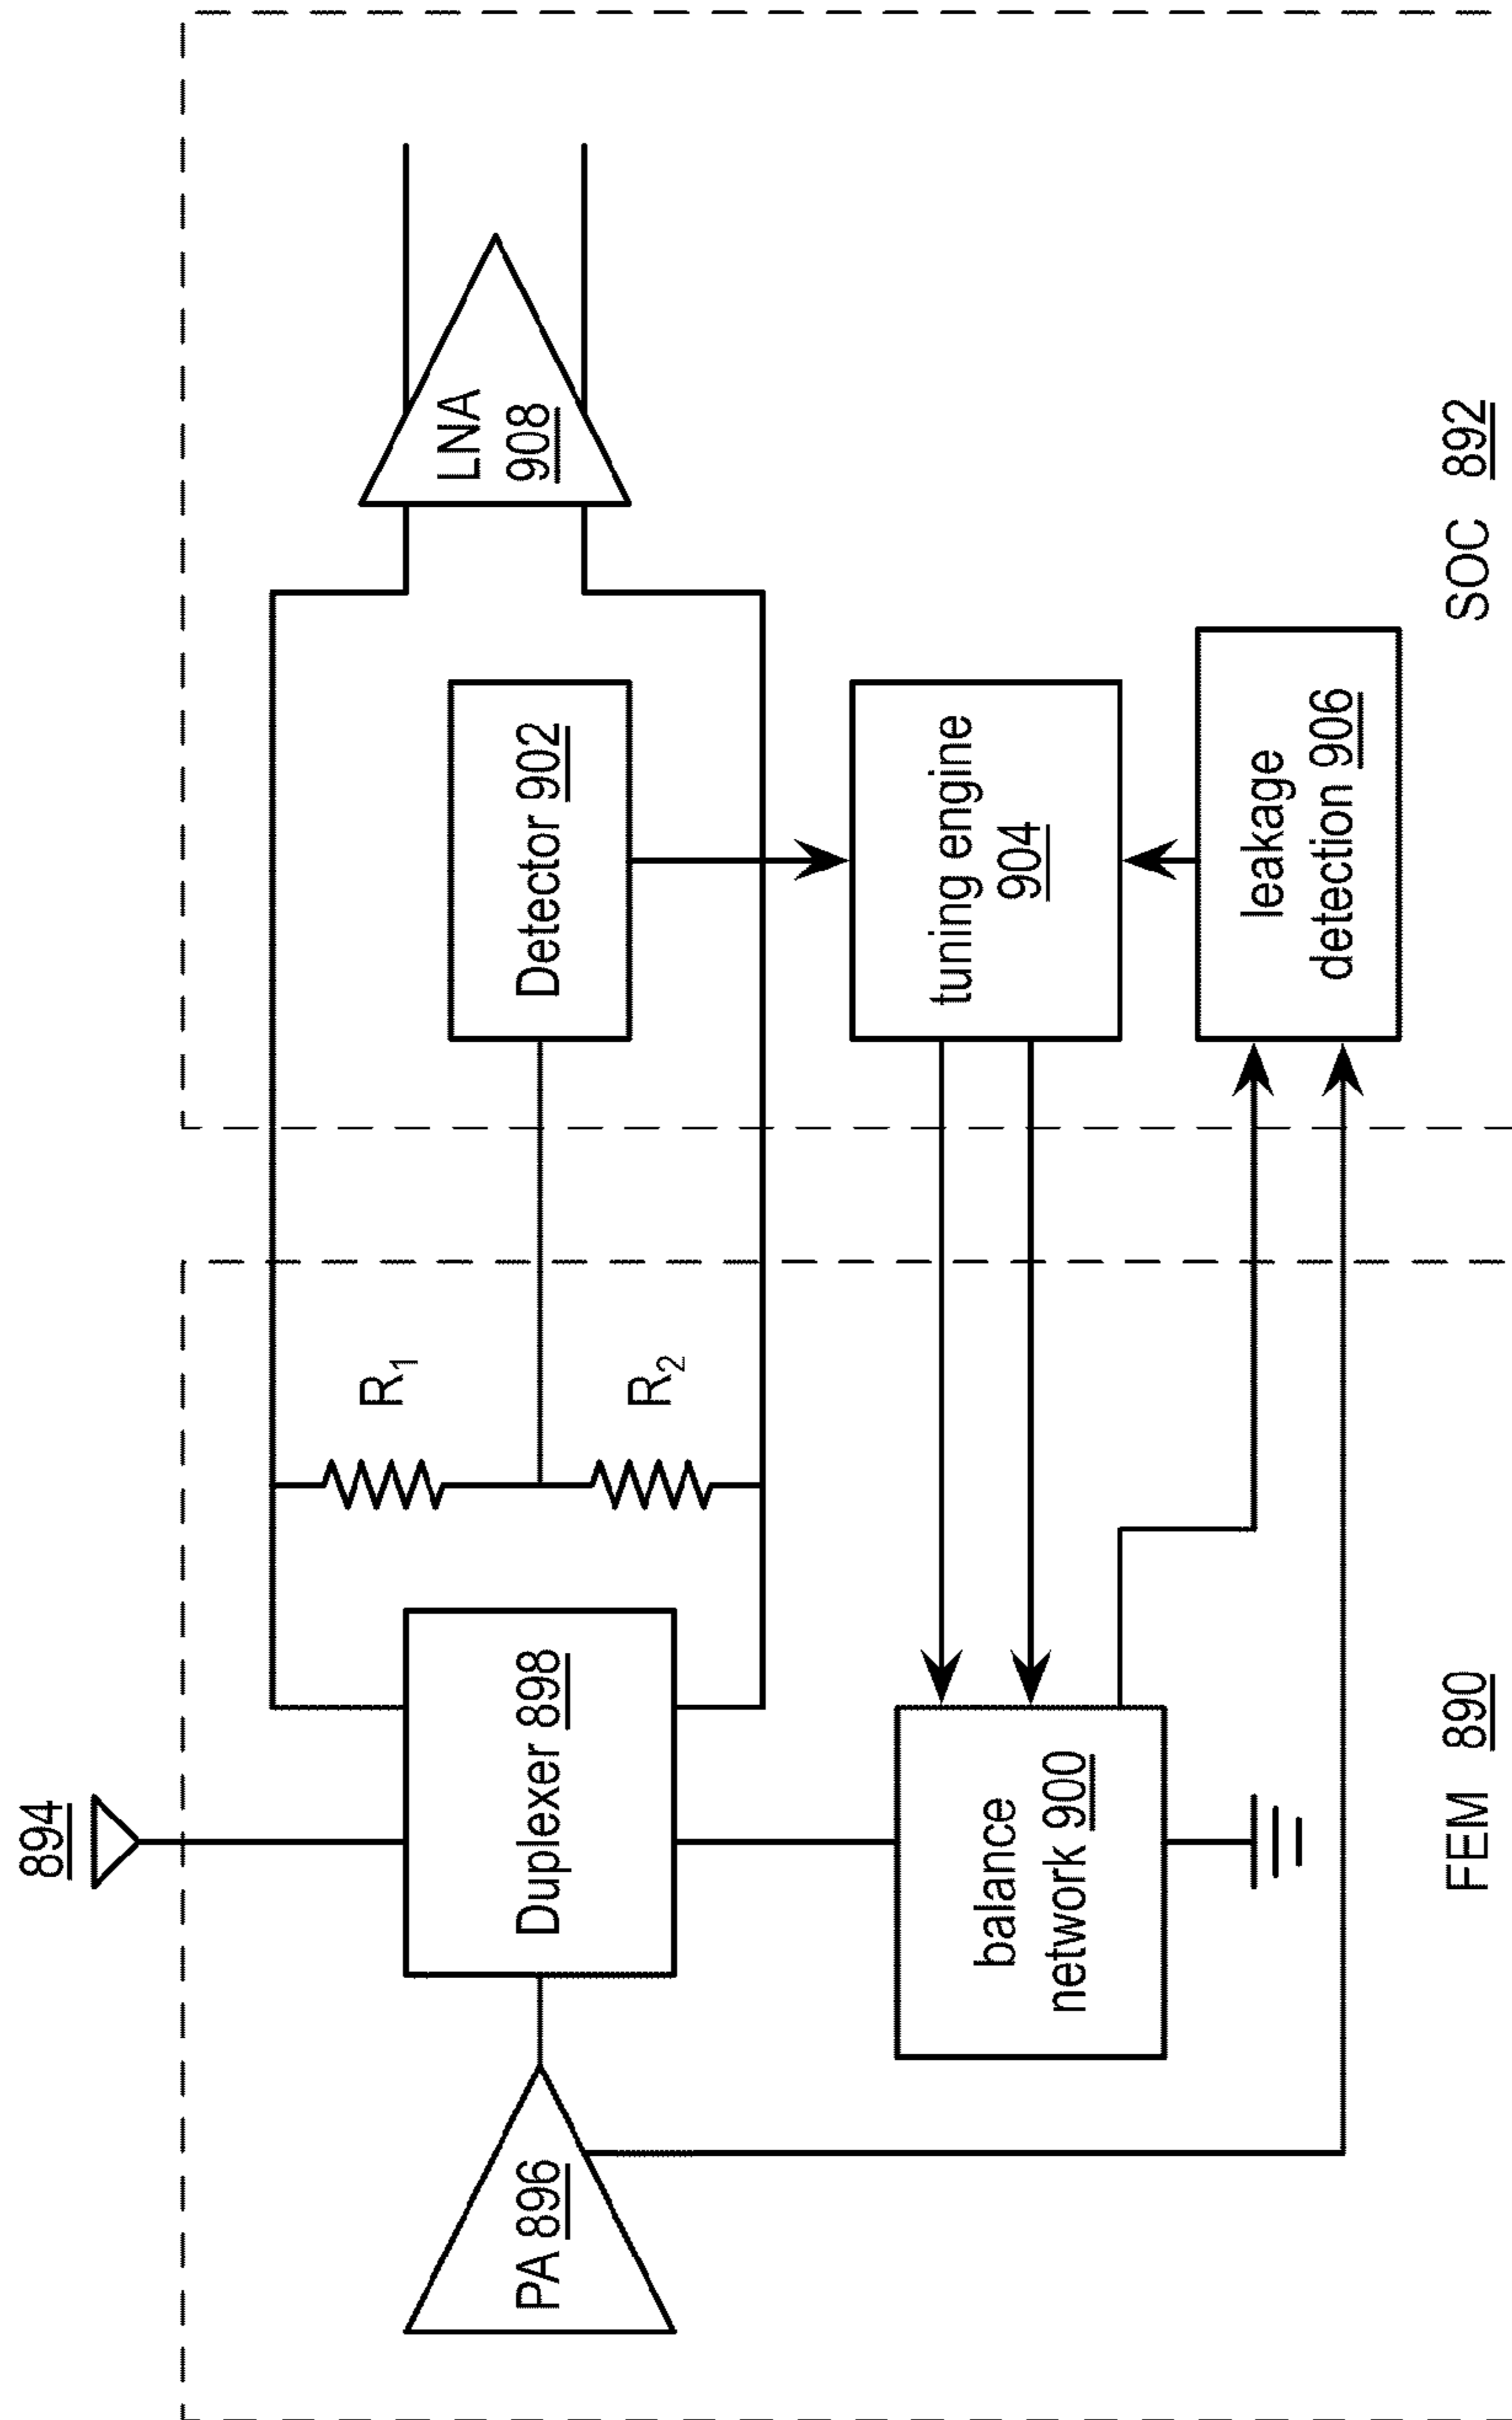 894
PA 896
Duplexer 898
R1
R2
Detector 902
LNA
908
balance
network 900
tuning engine
904
leakage
detection 906
FEM 890
SOC 892